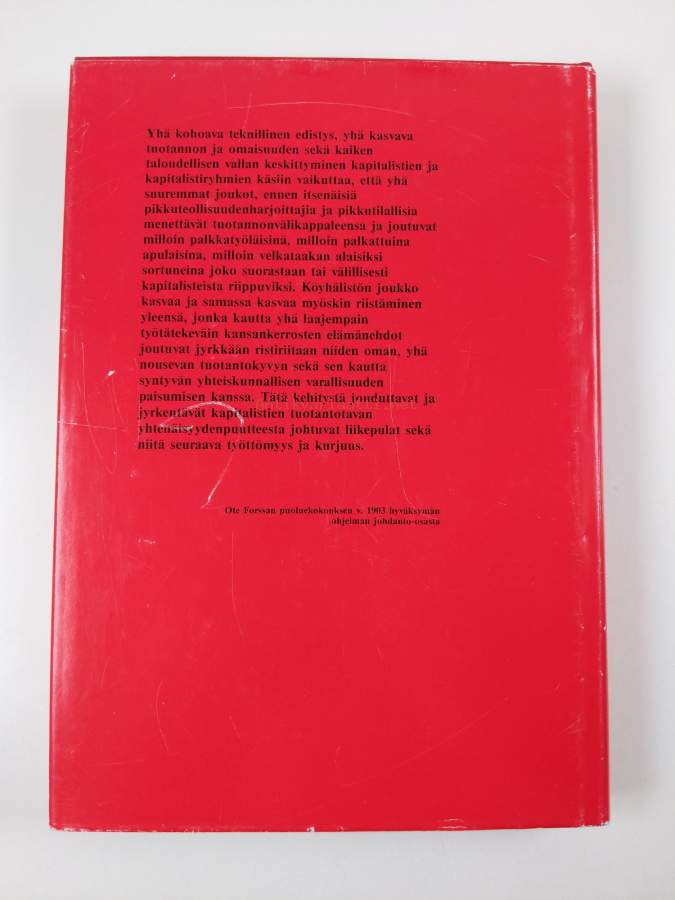 Yhä kohoava teknillinen edistys, yhä kasvava
tuotannon ja omaisuuden sekä kaiken
taloudellisen vallan keskittyminen kapitalistien ja
kapitalistiryhmien käsiin vaikuttaa, että yhä
suuremmat joukot, ennen itsenäisiä
pikkuteollisuudenharjoittajia ja pikkutilallisia
menettävät tuotannonvälikappaleensa ja joutuvat
milloin palkkatyöläisinä, milloin palkattuina
apulaisina, milloin velkataakan alaisiksi
sortuneina joko suorastaan tai välillisesti
kapitalisteista riippuviksi. Köyhälistön joukko
kasvaa ja samassa kasvaa myöskin riistäminen
yleensä, jonka kautta yhä laajempain
työtätekeväin kansankerrosten elämänehdot
joutuvat jyrkkään ristiriitaan niiden oman, yhä
nousevan tuotantokyvyn sekä sen kautta
syntyvän yhteiskunnallisen varallisuuden
paisumisen kanssa. Tätä kehitystä jouduttavat ja
jyrkentävät kapitalistien tuotantotavan
yhtenäisyydenpuutteesta johtuvat liikepulat sekä
niitä seuraava työttömyys ja kurjuus.
Ote Forssan puoluekokouksen v. 1903 hyväksymän
ohjelman johdanto-osasta